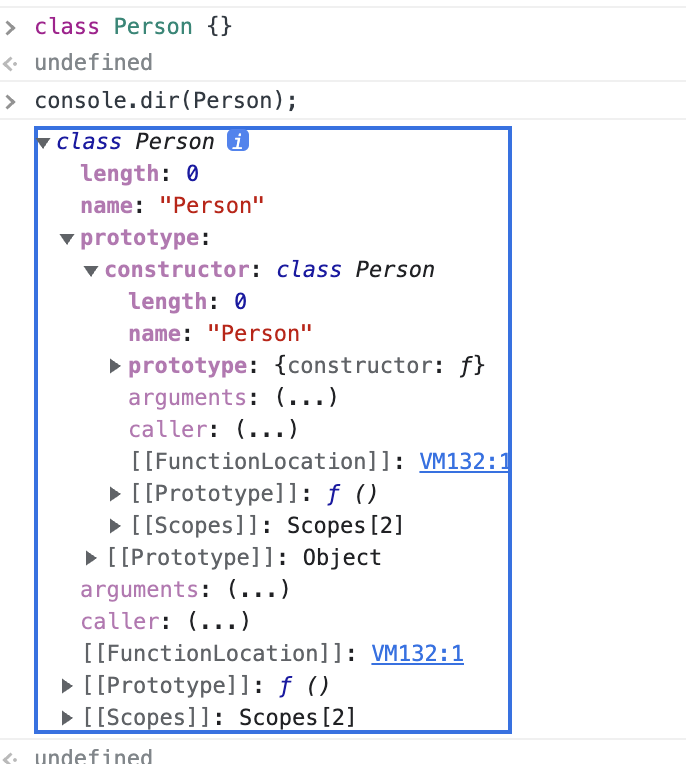 > class Person {}
<· undefined
> console.dir(Person);
▼class Person i
length: 0
name: "Person"
▼prototype:
▼constructor: class Person
length: 0
name: "Person"
▶prototype: {constructor: ƒ}
arguments: (...)
caller: (...)
[[FunctionLocation]]: VM132:1
▶[[Prototype]]: ƒ ()
▶[[Scopes]]: Scopes[2]
▶[[Prototype]]: Object
arguments: (...)
caller: (...)
[[FunctionLocation]]: VM132:1
▶[[Prototype]]: ƒ ()
▶[[Scopes]]: Scopes[2]
<· undefined